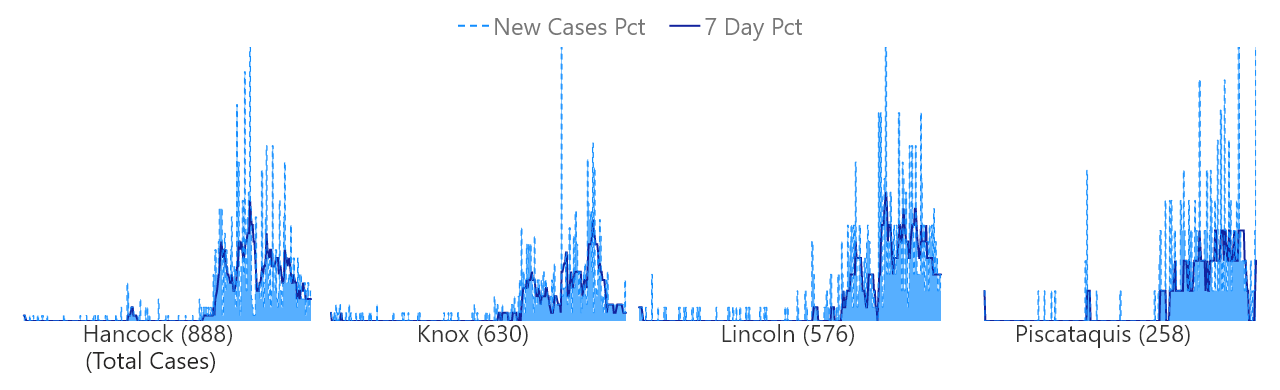 New Cases Pct 7 Day Pct
Hancock (888) Knox (630) Lincoln (576) Piscataquis (258)
(Total Cases)